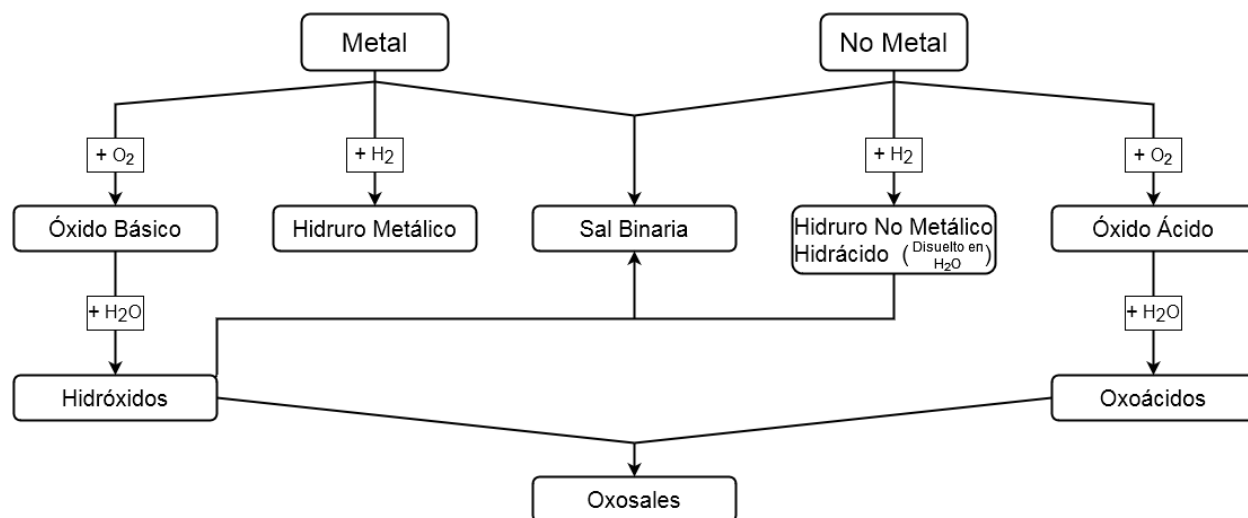 Metal
No Metal
+ O2
+ H2
+ H2
+ O2
Óxido Básico
Hidruro Metálico
Sal Binaria
Hidruro No Metálico
Hidrácido (Disuelto en H2O)
Óxido Ácido
+ H2O
+ H2O
Hidróxidos
Oxoácidos
Oxosales